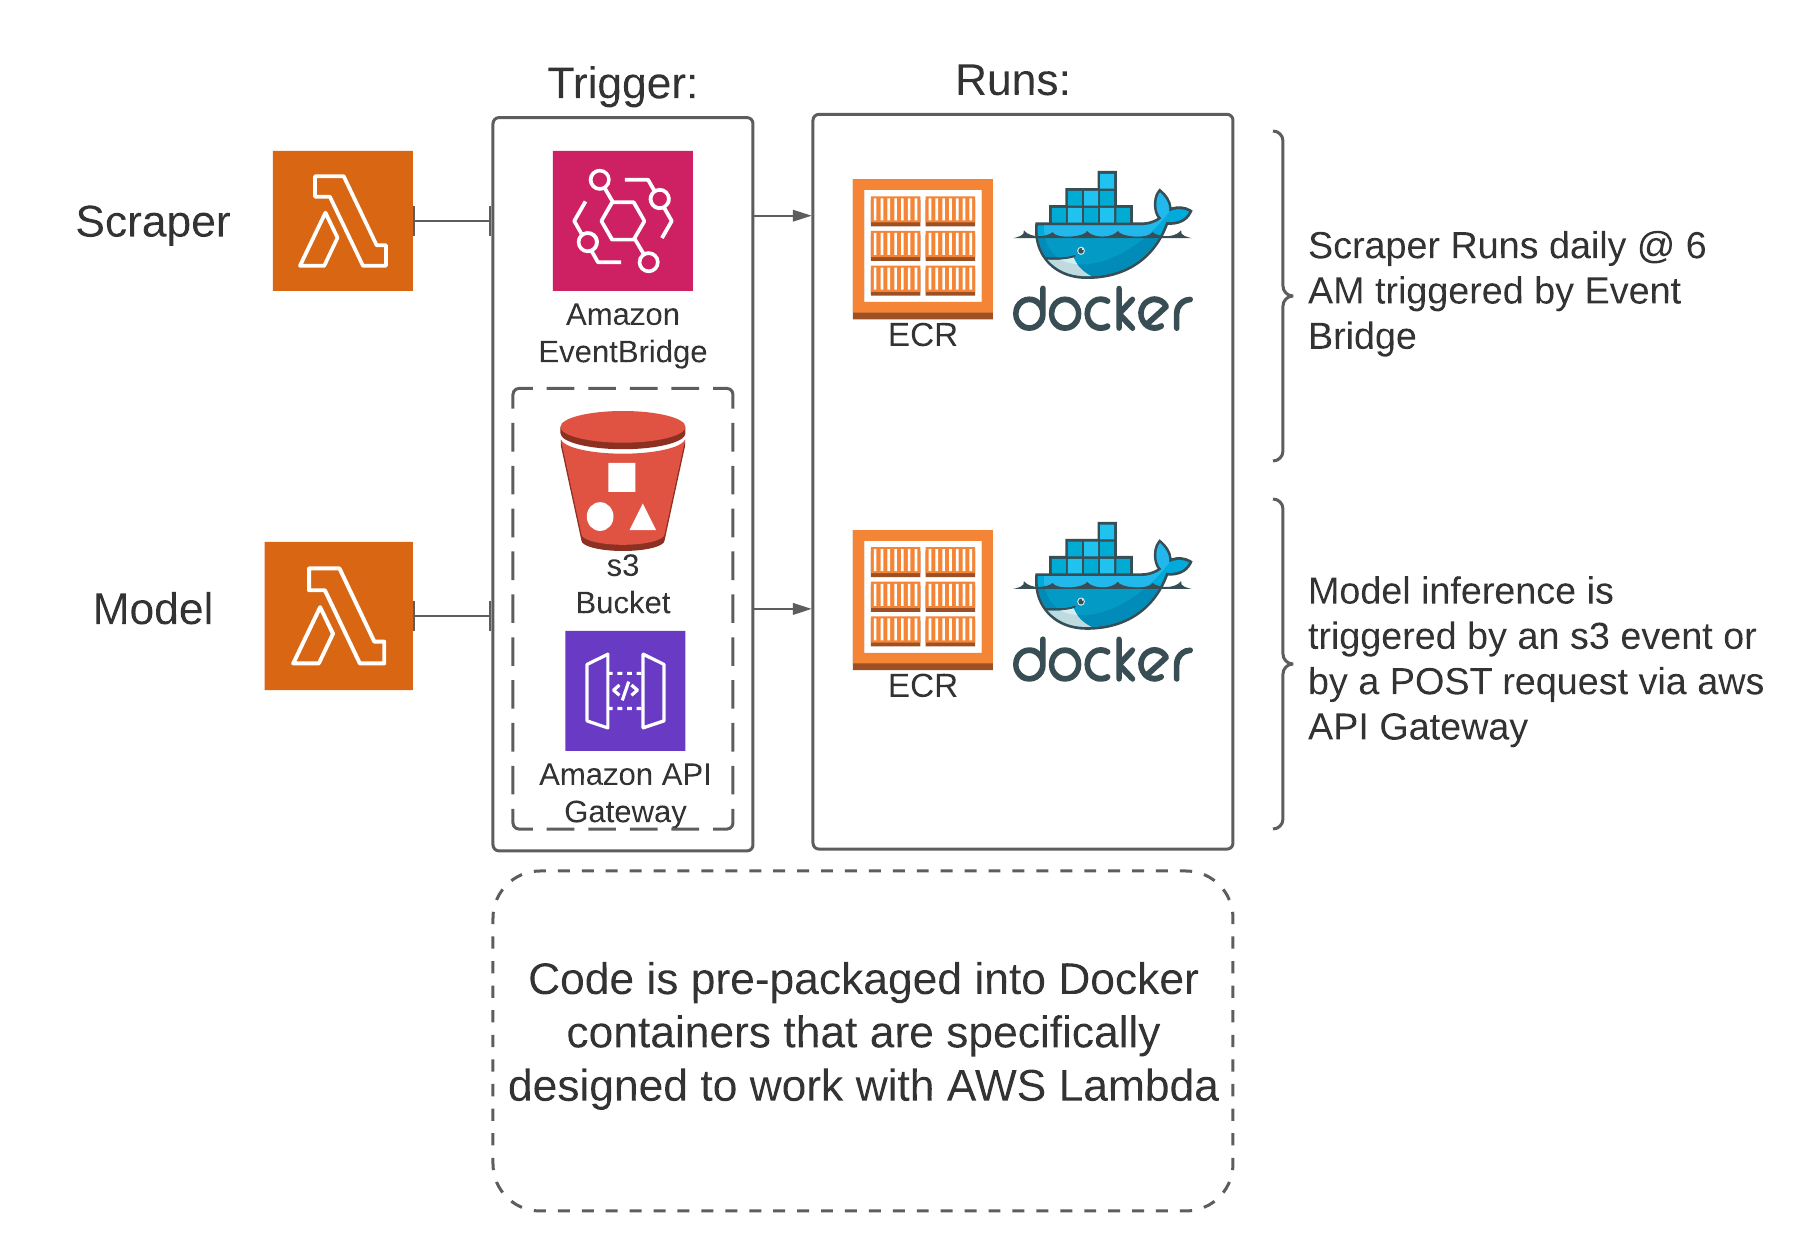 Trigger:
Runs:
Scraper
Amazon
EventBridge
ECR
docker
Scraper Runs daily @ 6
AM triggered by Event
Bridge
Model
s3
Bucket
Amazon API
Gateway
ECR
docker
Model inference is
triggered by an s3 event or
by a POST request via aws
API Gateway
Code is pre-packaged into Docker
containers that are specifically
designed to work with AWS Lambda